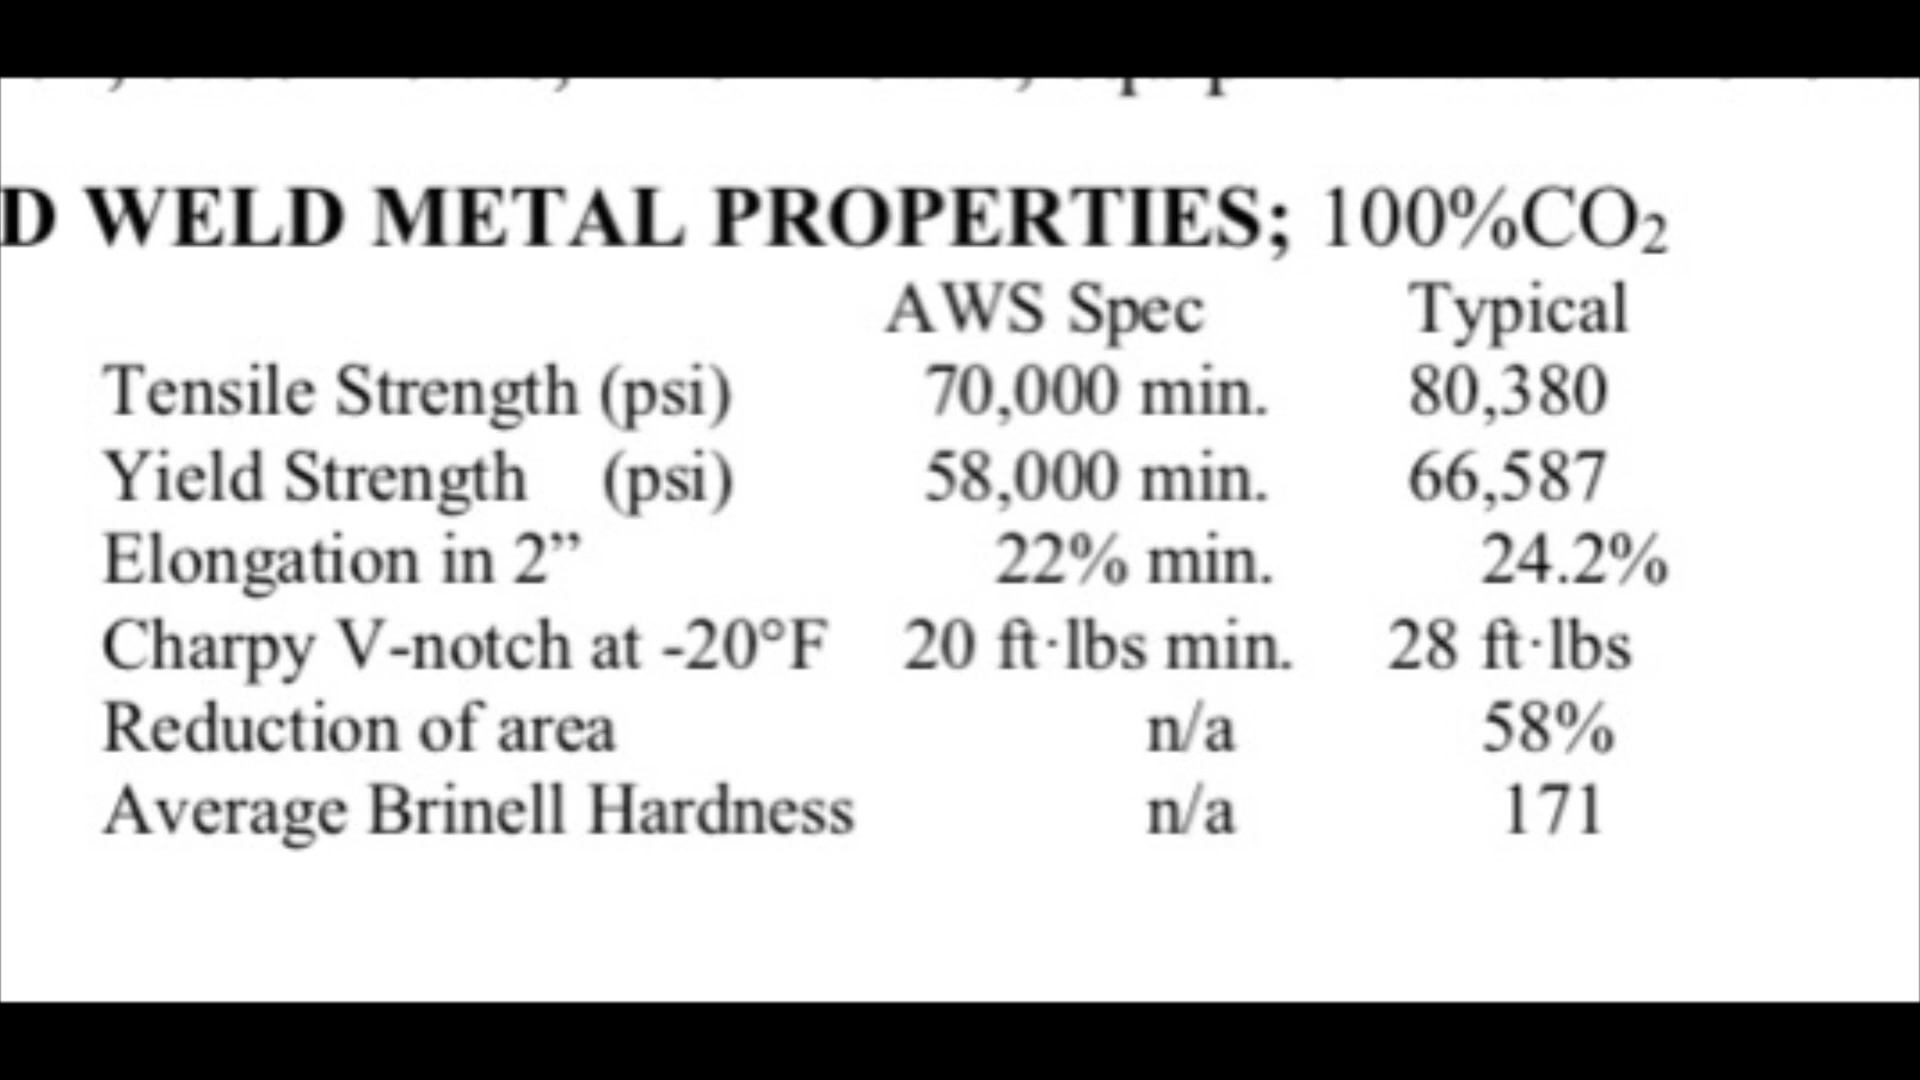 D WELD METAL PROPERTIES; 100%CO₂
AWS Spec Typical
Tensile Strength (psi) 70,000 min. 80,380
Yield Strength (psi) 58,000 min. 66,587
Elongation in 2” 22% min. 24.2%
Charpy V-notch at -20°F 20 ft·lbs min. 28 ft·lbs
Reduction of area n/a 58%
Average Brinell Hardness n/a 171